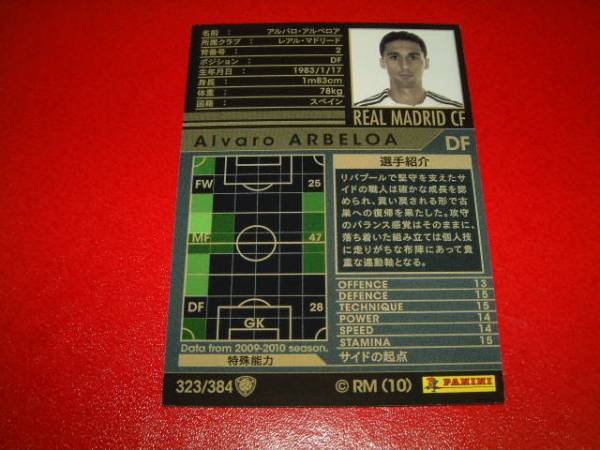 名前 : アルバロ・アルベロア
所属クラブ : レアル・マドリード
背番号 : 2
ポジション : DF
生年月日 : 1983/1/17
身長 : 1m83cm
体重 : 78kg
国籍 : スペイン
REAL MADRID CF
Alvaro ARBELOA
DF
FW 25
MF 47
DF 28
GK
Data from 2009-2010 season.
選手紹介
リバプールで堅守を支えたサ
イドの職人は確かな成長を認
められ、買い戻される形で古
巣への復帰を果たした。攻守
のバランス感覚はそのままに、
落ち着いた組み立ては個人技
に走りがちな布陣にあって貴
重な連動軸となる。
OFFENCE 13
DEFENCE 15
TECHNIQUE 15
POWER 14
SPEED 14
STAMINA 15
特殊能力
サイドの起点
323/384
©RM (10)
PANINI